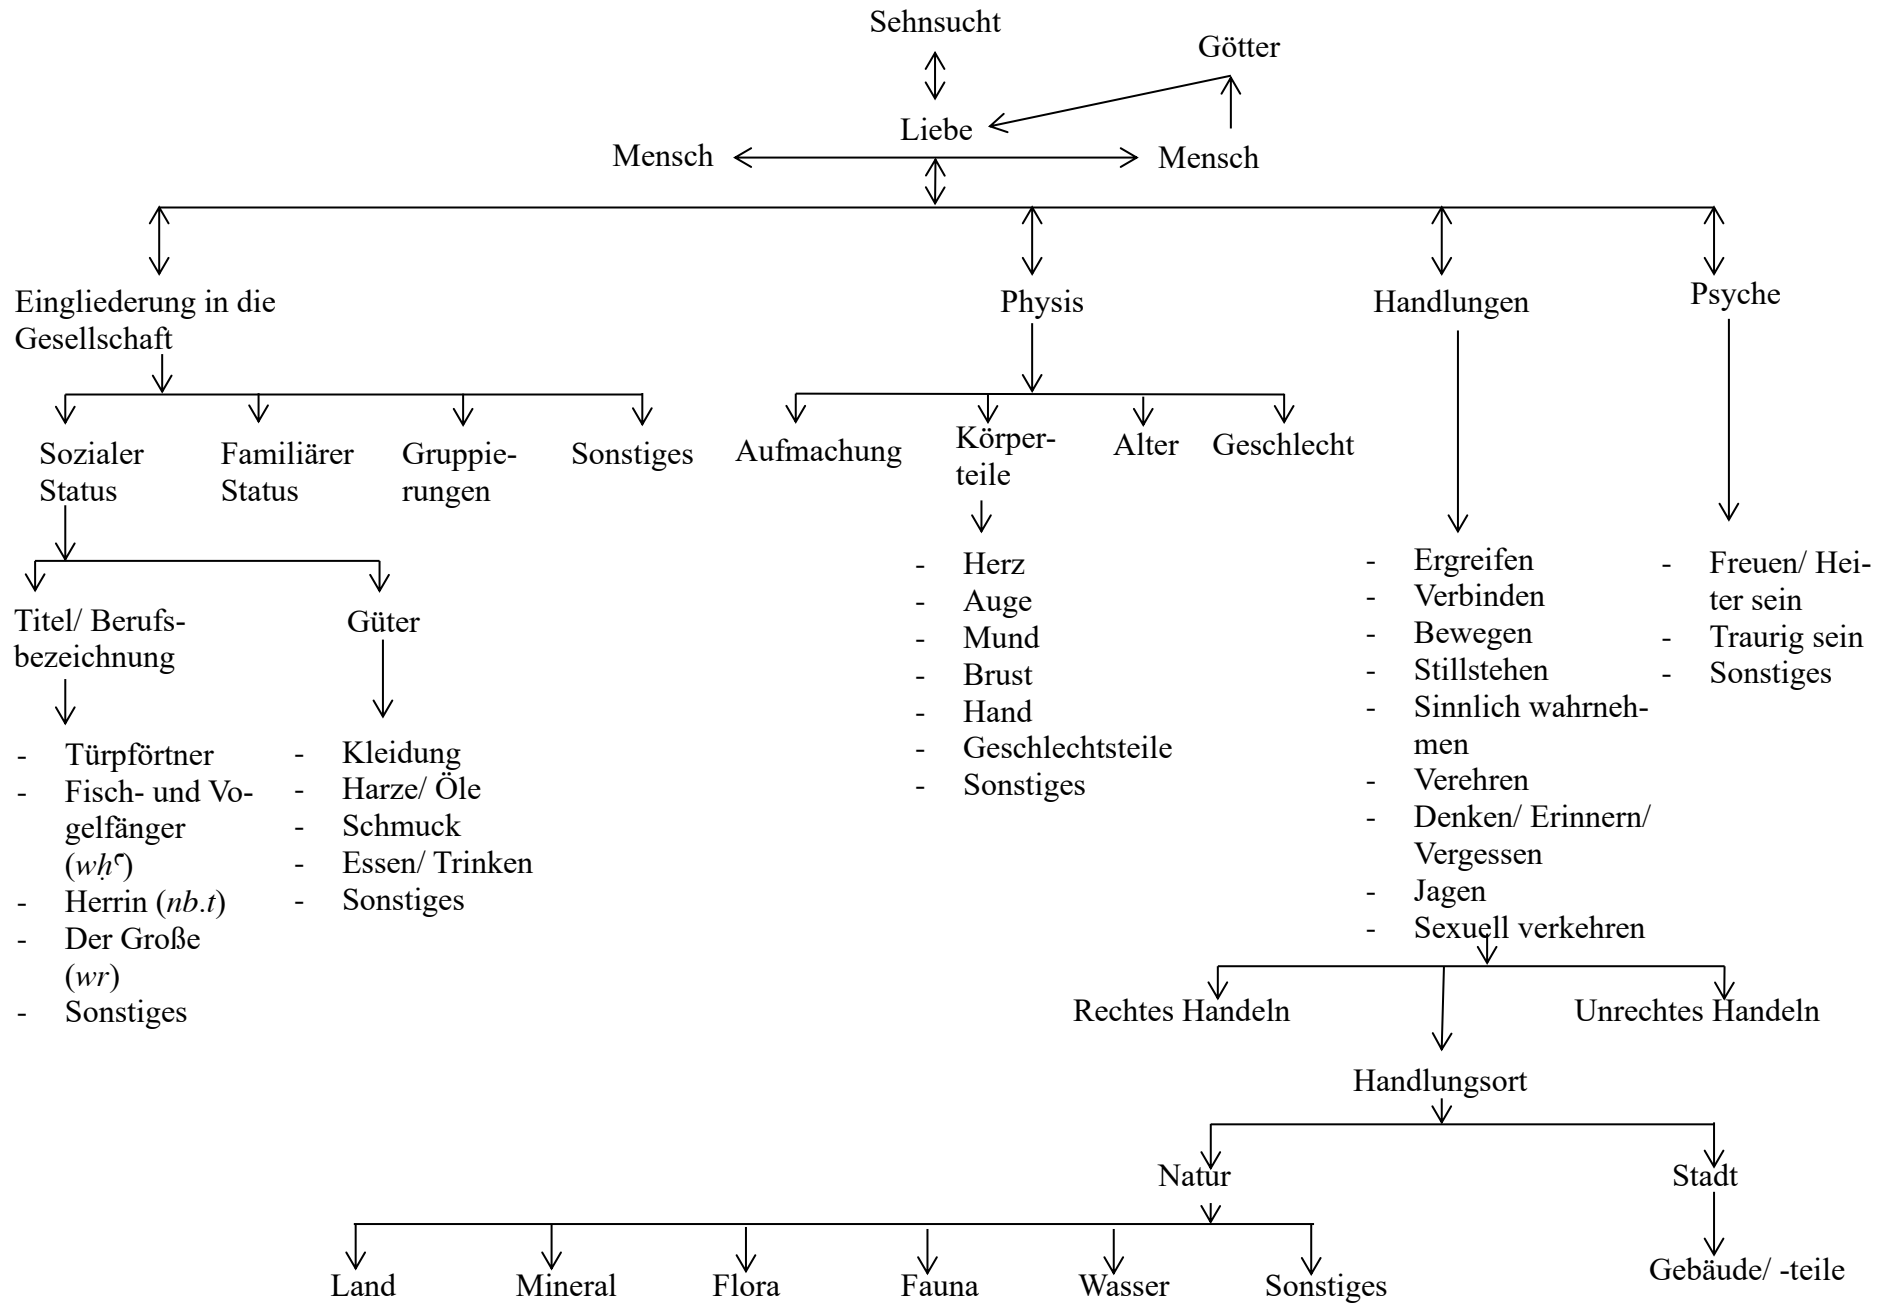 Sehnsucht
Götter
Liebe
Mensch
Mensch
Eingliederung in die
Gesellschaft
Physis
Handlungen
Psyche
Sozialer
Status
Familiärer
Status
Gruppie-
rungen
Sonstiges
Aufmachung
Körper-
teile
Alter
Geschlecht
Titel/ Berufs-
bezeichnung
Güter
- Türpförtner
- Fisch- und Vo-
gelfänger
(wḥꜥ)
- Herrin (nb.t)
- Der Große
(wr)
- Sonstiges
- Kleidung
- Harze/ Öle
- Schmuck
- Essen/ Trinken
- Sonstiges
- Herz
- Auge
- Mund
- Brust
- Hand
- Geschlechtsteile
- Sonstiges
- Ergreifen
- Verbinden
- Bewegen
- Stillstehen
- Sinnlich wahrneh-
men
- Verehren
- Denken/ Erinnern/
Vergessen
- Jagen
- Sexuell verkehren
- Freuen/ Hei-
ter sein
- Traurig sein
- Sonstiges
Rechtes Handeln
Unrechtes Handeln
Handlungsort
Natur
Stadt
Land
Mineral
Flora
Fauna
Wasser
Sonstiges
Gebäude/ -teile